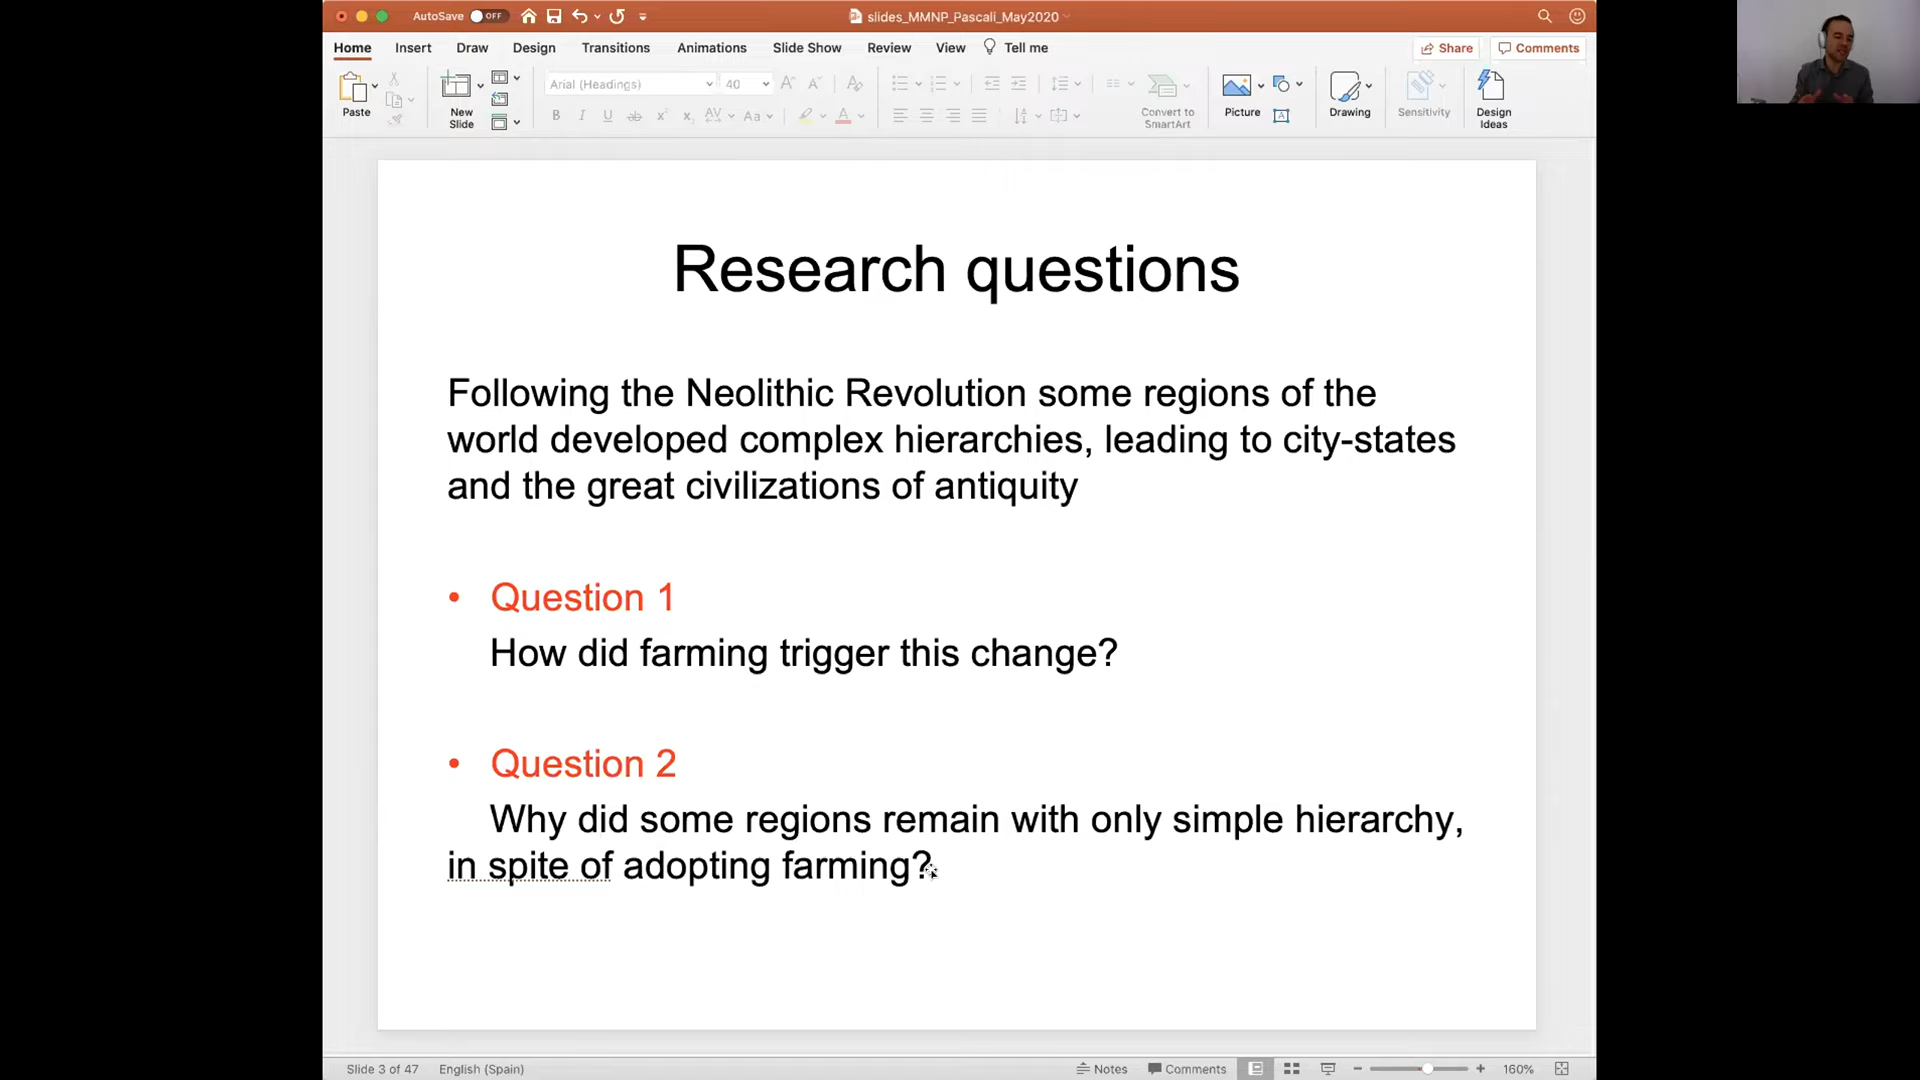 AutoSave OFF
slides_MMNP_Pascali_May2020
Home Insert Draw Design Transitions Animations Slide Show Review View Tell me
Share Comments
Paste
New
Slide
Arial (Headings) 40
Convert to
SmartArt
Picture
Drawing
Sensitivity
Design
Ideas
Research questions
Following the Neolithic Revolution some regions of the
world developed complex hierarchies, leading to city-states
and the great civilizations of antiquity
• Question 1
How did farming trigger this change?
• Question 2
Why did some regions remain with only simple hierarchy,
in spite of adopting farming?
Slide 3 of 47 English (Spain) Notes Comments 160%